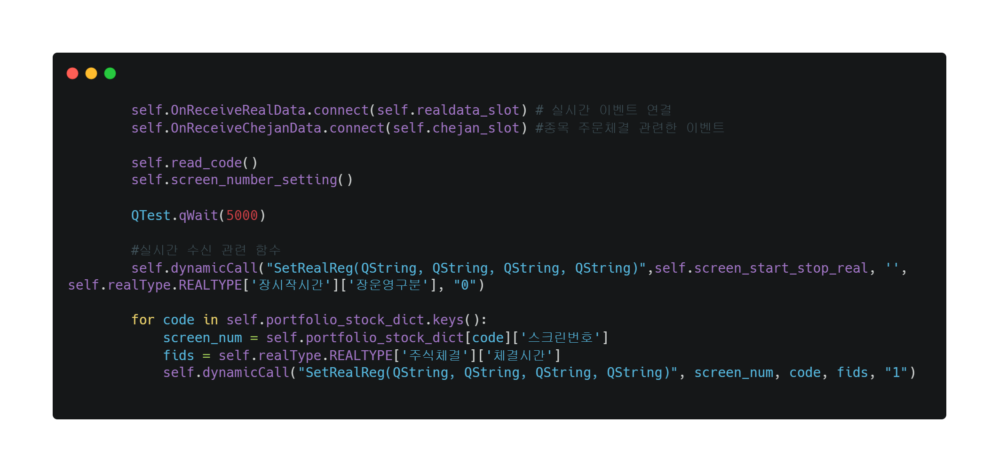 self.OnReceiveRealData.connect(self.realdata_slot) # 실시간 이벤트 연결
self.OnReceiveChejanData.connect(self.chejan_slot) #종목 주문체결 관련한 이벤트
self.read_code()
self.screen_number_setting()
QTest.qWait(5000)
#실시간 수신 관련 함수
self.dynamicCall("SetRealReg(QString, QString, QString, QString)",self.screen_start_stop_real, '',
self.realType.REALTYPE['장시작시간']['장운영구분'], "0")
for code in self.portfolio_stock_dict.keys():
screen_num = self.portfolio_stock_dict[code]['스크린번호']
fids = self.realType.REALTYPE['주식체결']['체결시간']
self.dynamicCall("SetRealReg(QString, QString, QString, QString)", screen_num, code, fids, "1")